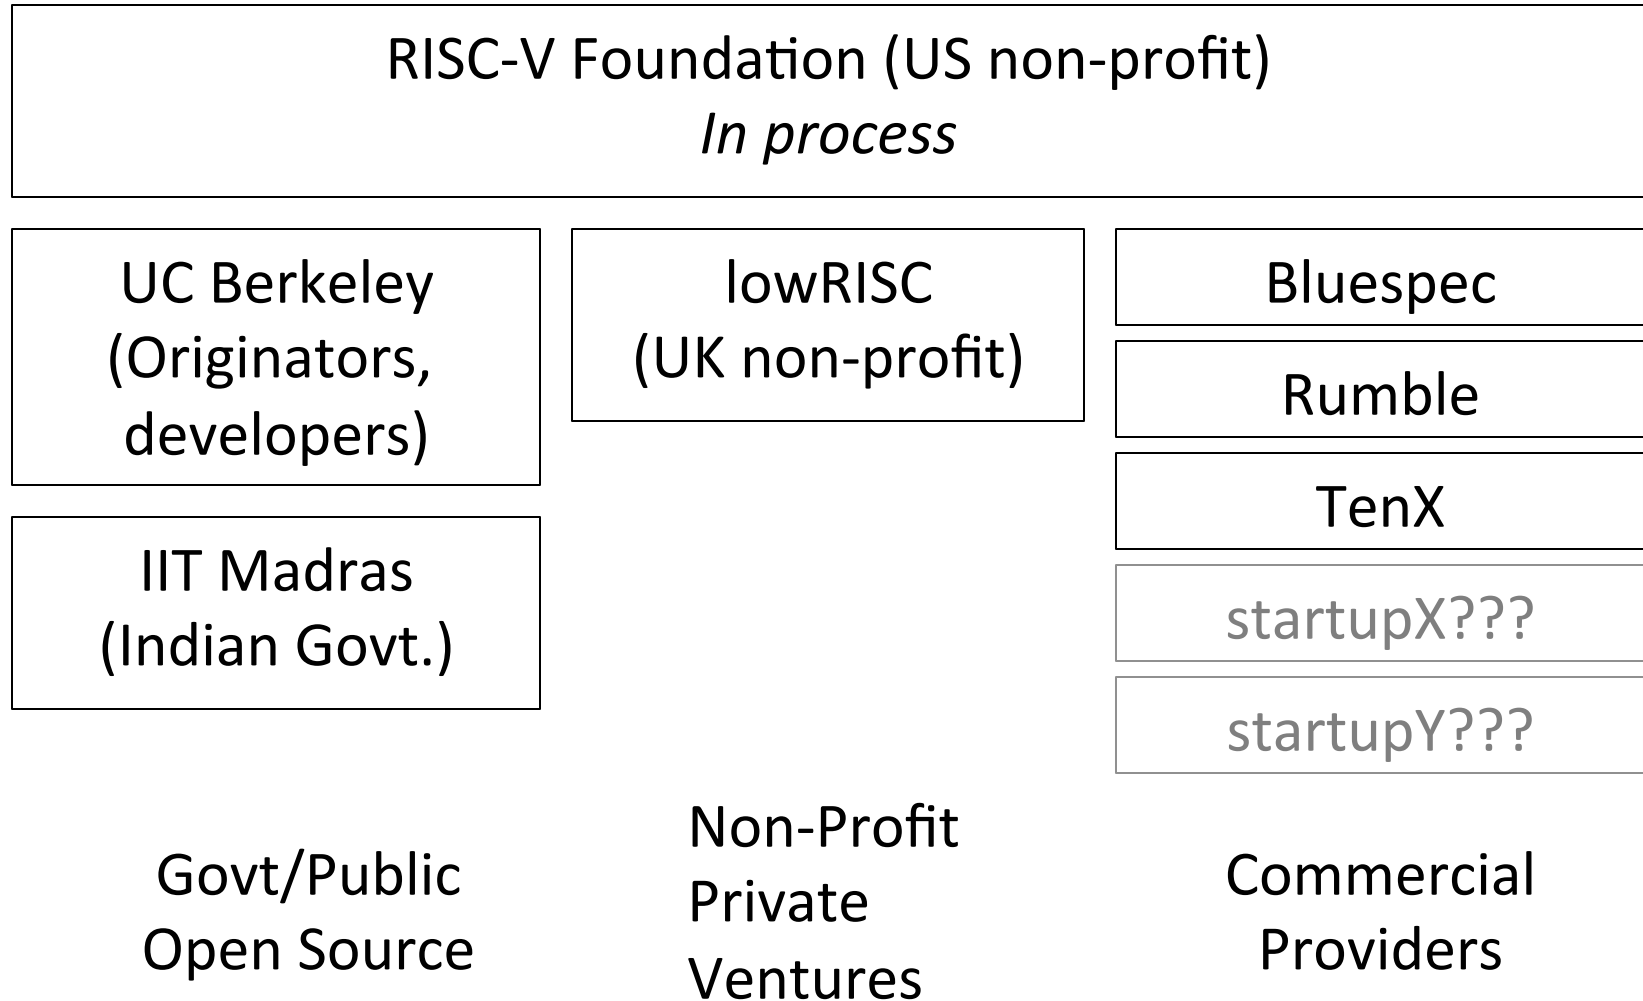 RISC-V Foundation (US non-profit)
In process
UC Berkeley
(Originators,
developers)
IIT Madras
(Indian Govt.)
lowRISC
(UK non-profit)
Bluespec
Rumble
TenX
startupX???
startupY???
Govt/Public
Open Source
Non-Profit
Private
Ventures
Commercial
Providers